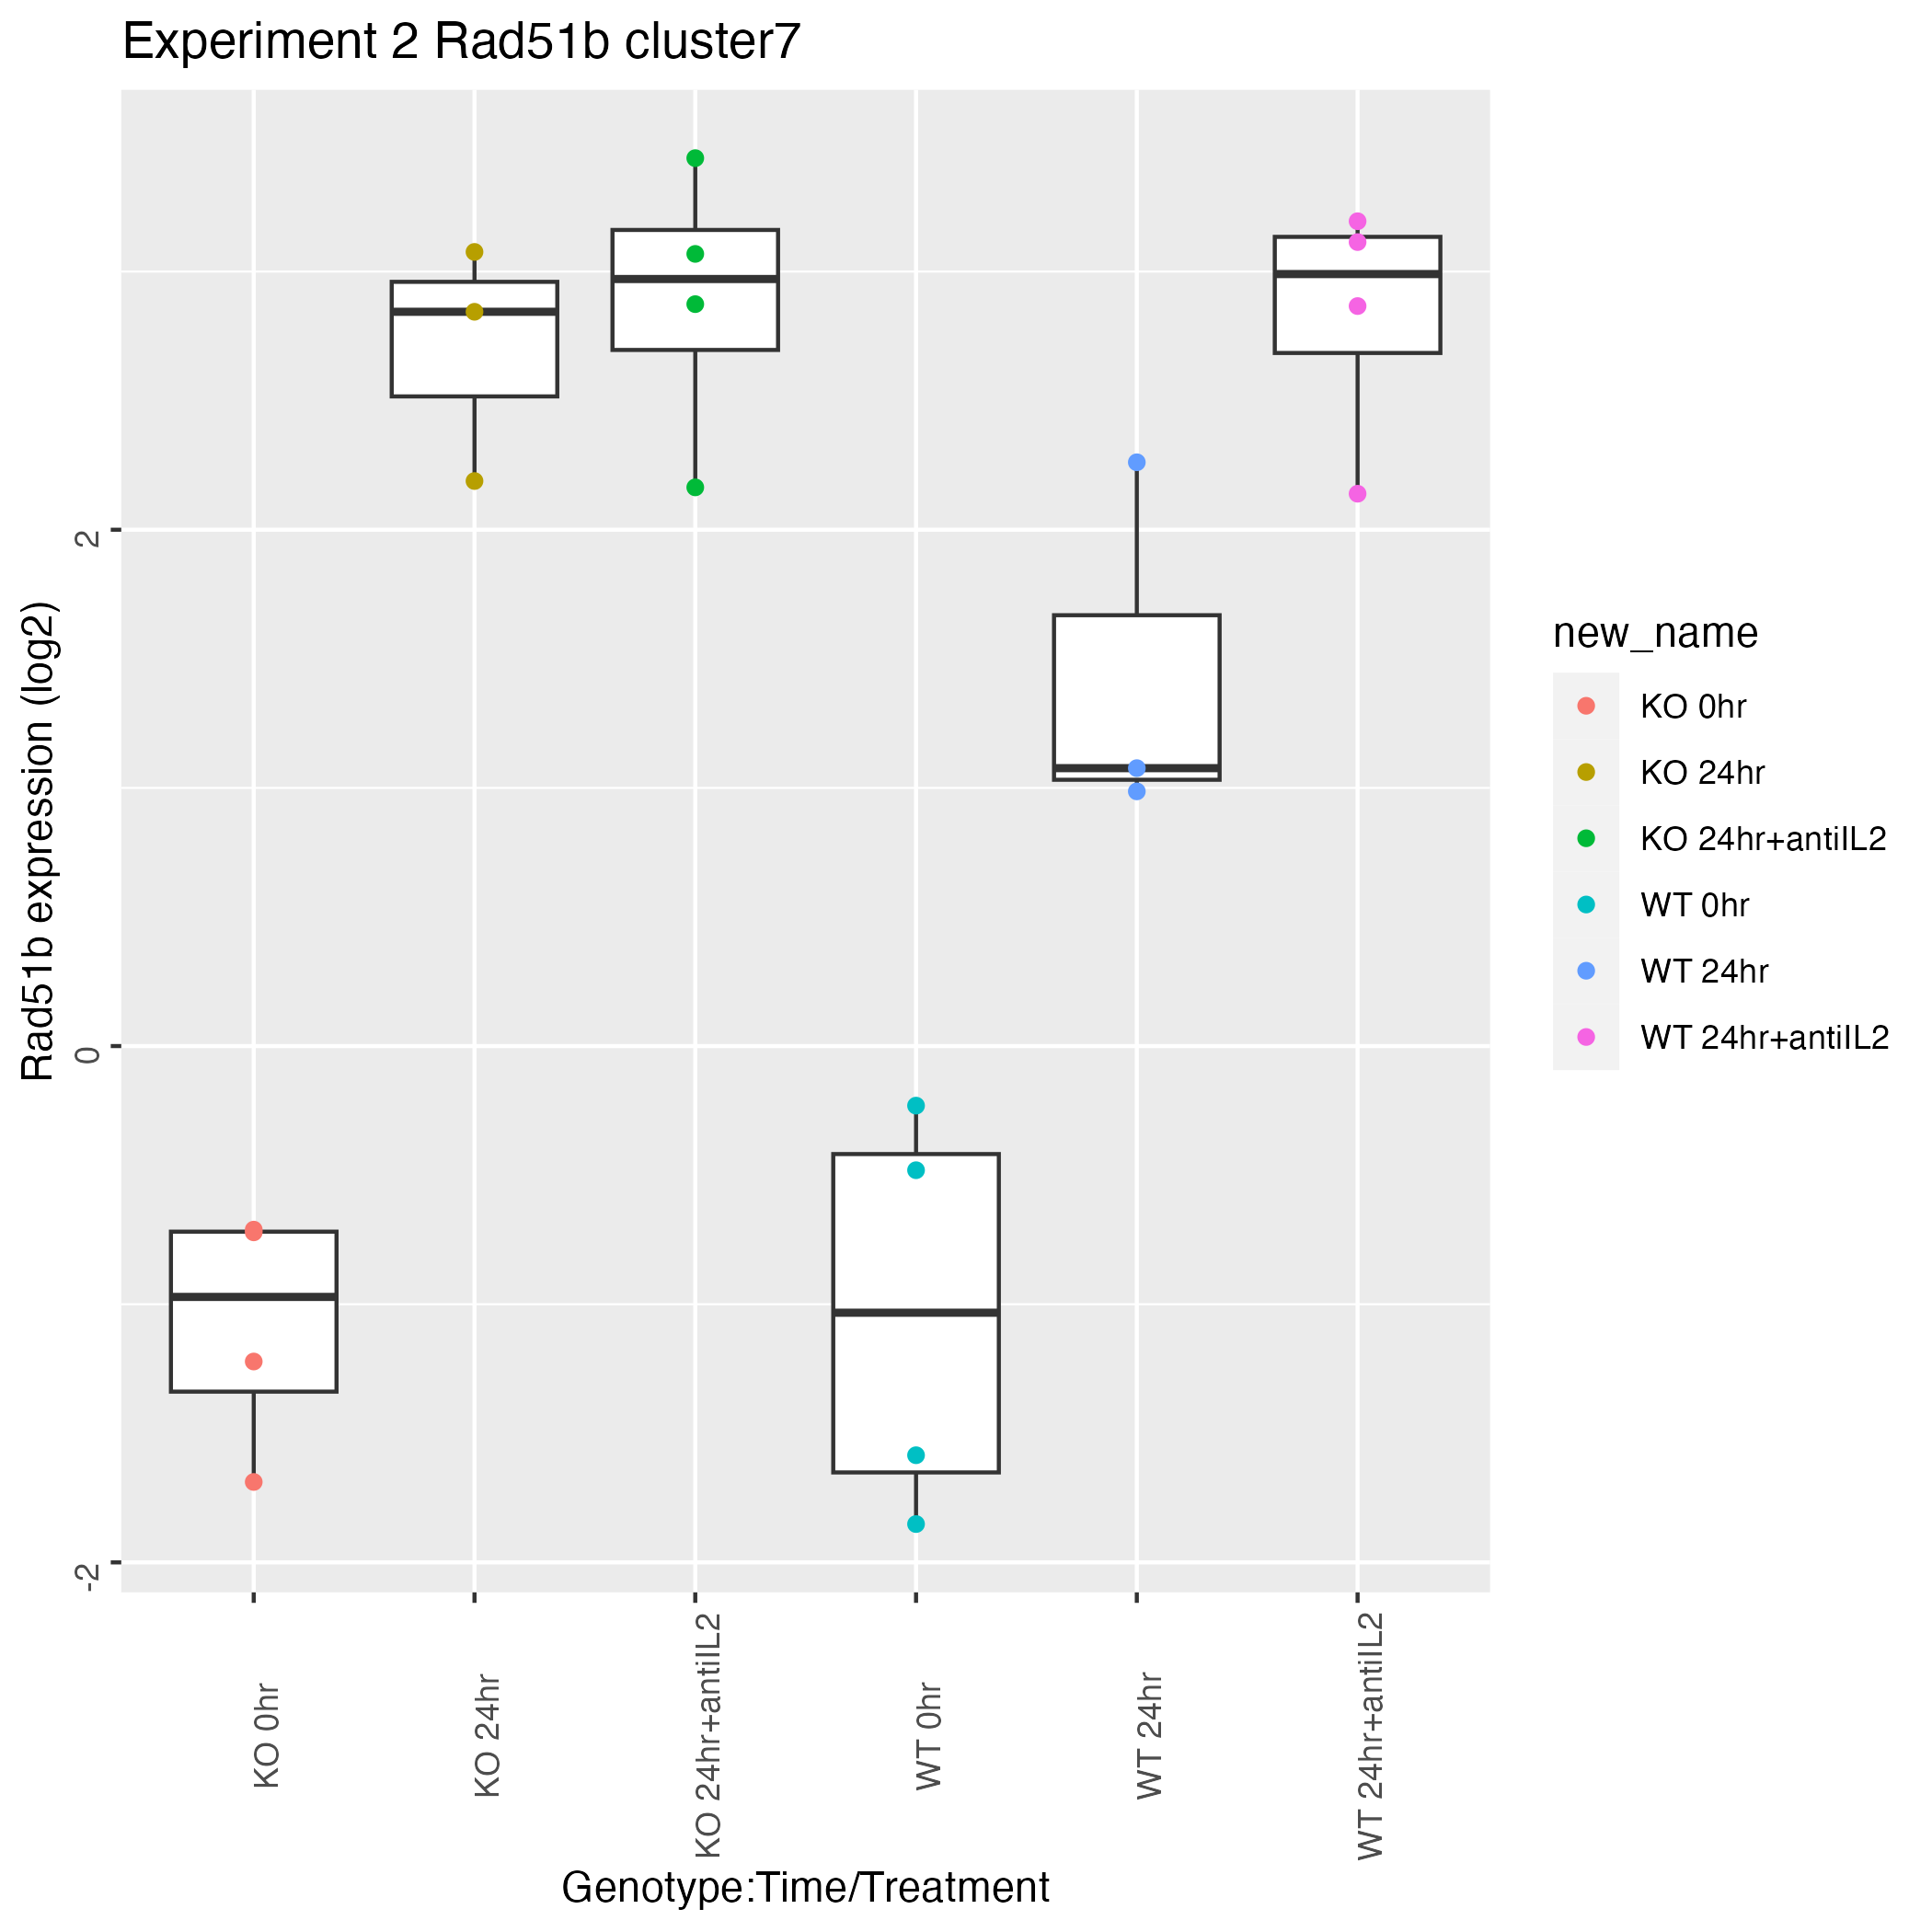 Experiment 2 Rad51b cluster7
Rad51b expression (log2)
2
0
-2
KO 0hr
KO 24hr
KO 24hr+antiIL2
WT 0hr
WT 24hr
WT 24hr+antiIL2
Genotype:Time/Treatment
new_name
KO 0hr
KO 24hr
KO 24hr+antiIL2
WT 0hr
WT 24hr
WT 24hr+antiIL2